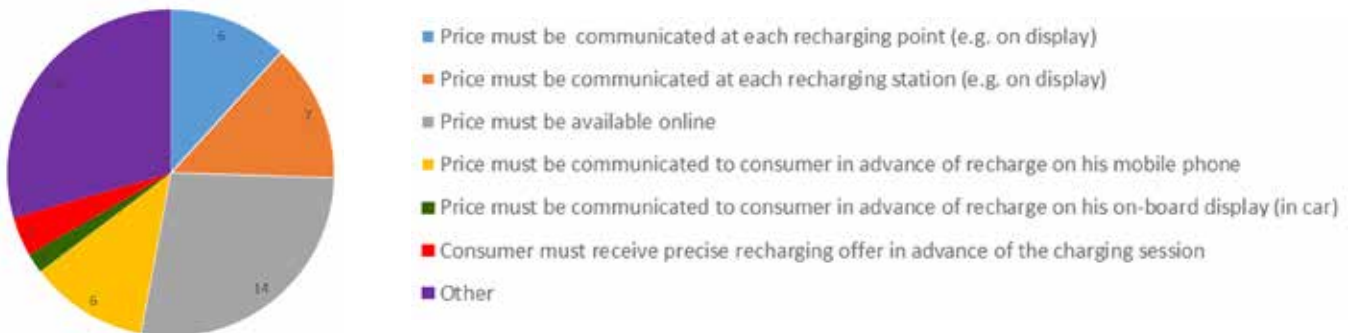 6
7
14
6
Price must be  communicated at each recharging point (e.g. on display)
Price must be communicated at each recharging station (e.g. on display)
Price must be available online
Price must be communicated to consumer in advance of recharge on his mobile phone
Price must be communicated to consumer in advance of recharge on his on-board display (in car)
Consumer must receive precise recharging offer in advance of the charging session
Other